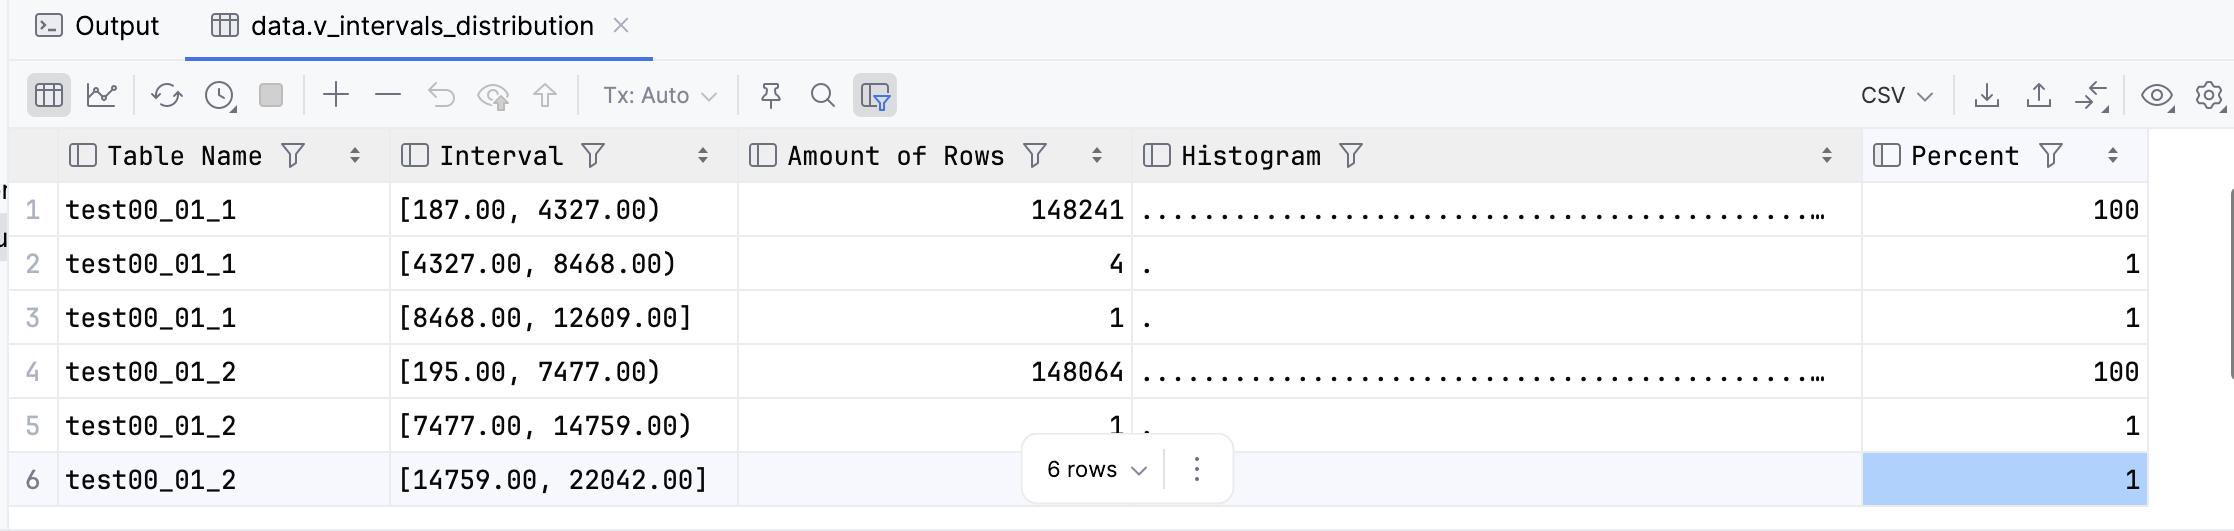 Output data.v_intervals_distribution
Tx: Auto CSV
Table Name Interval Amount of Rows Histogram Percent
1 test00_01_1 [187.00, 4327.00) 148241 ............................................… 100
2 test00_01_1 [4327.00, 8468.00) 4 . 1
3 test00_01_1 [8468.00, 12609.00] 1 . 1
4 test00_01_2 [195.00, 7477.00) 148064 ............................................… 100
5 test00_01_2 [7477.00, 14759.00) 1 . 1
6 test00_01_2 [14759.00, 22042.00] 1
6 rows